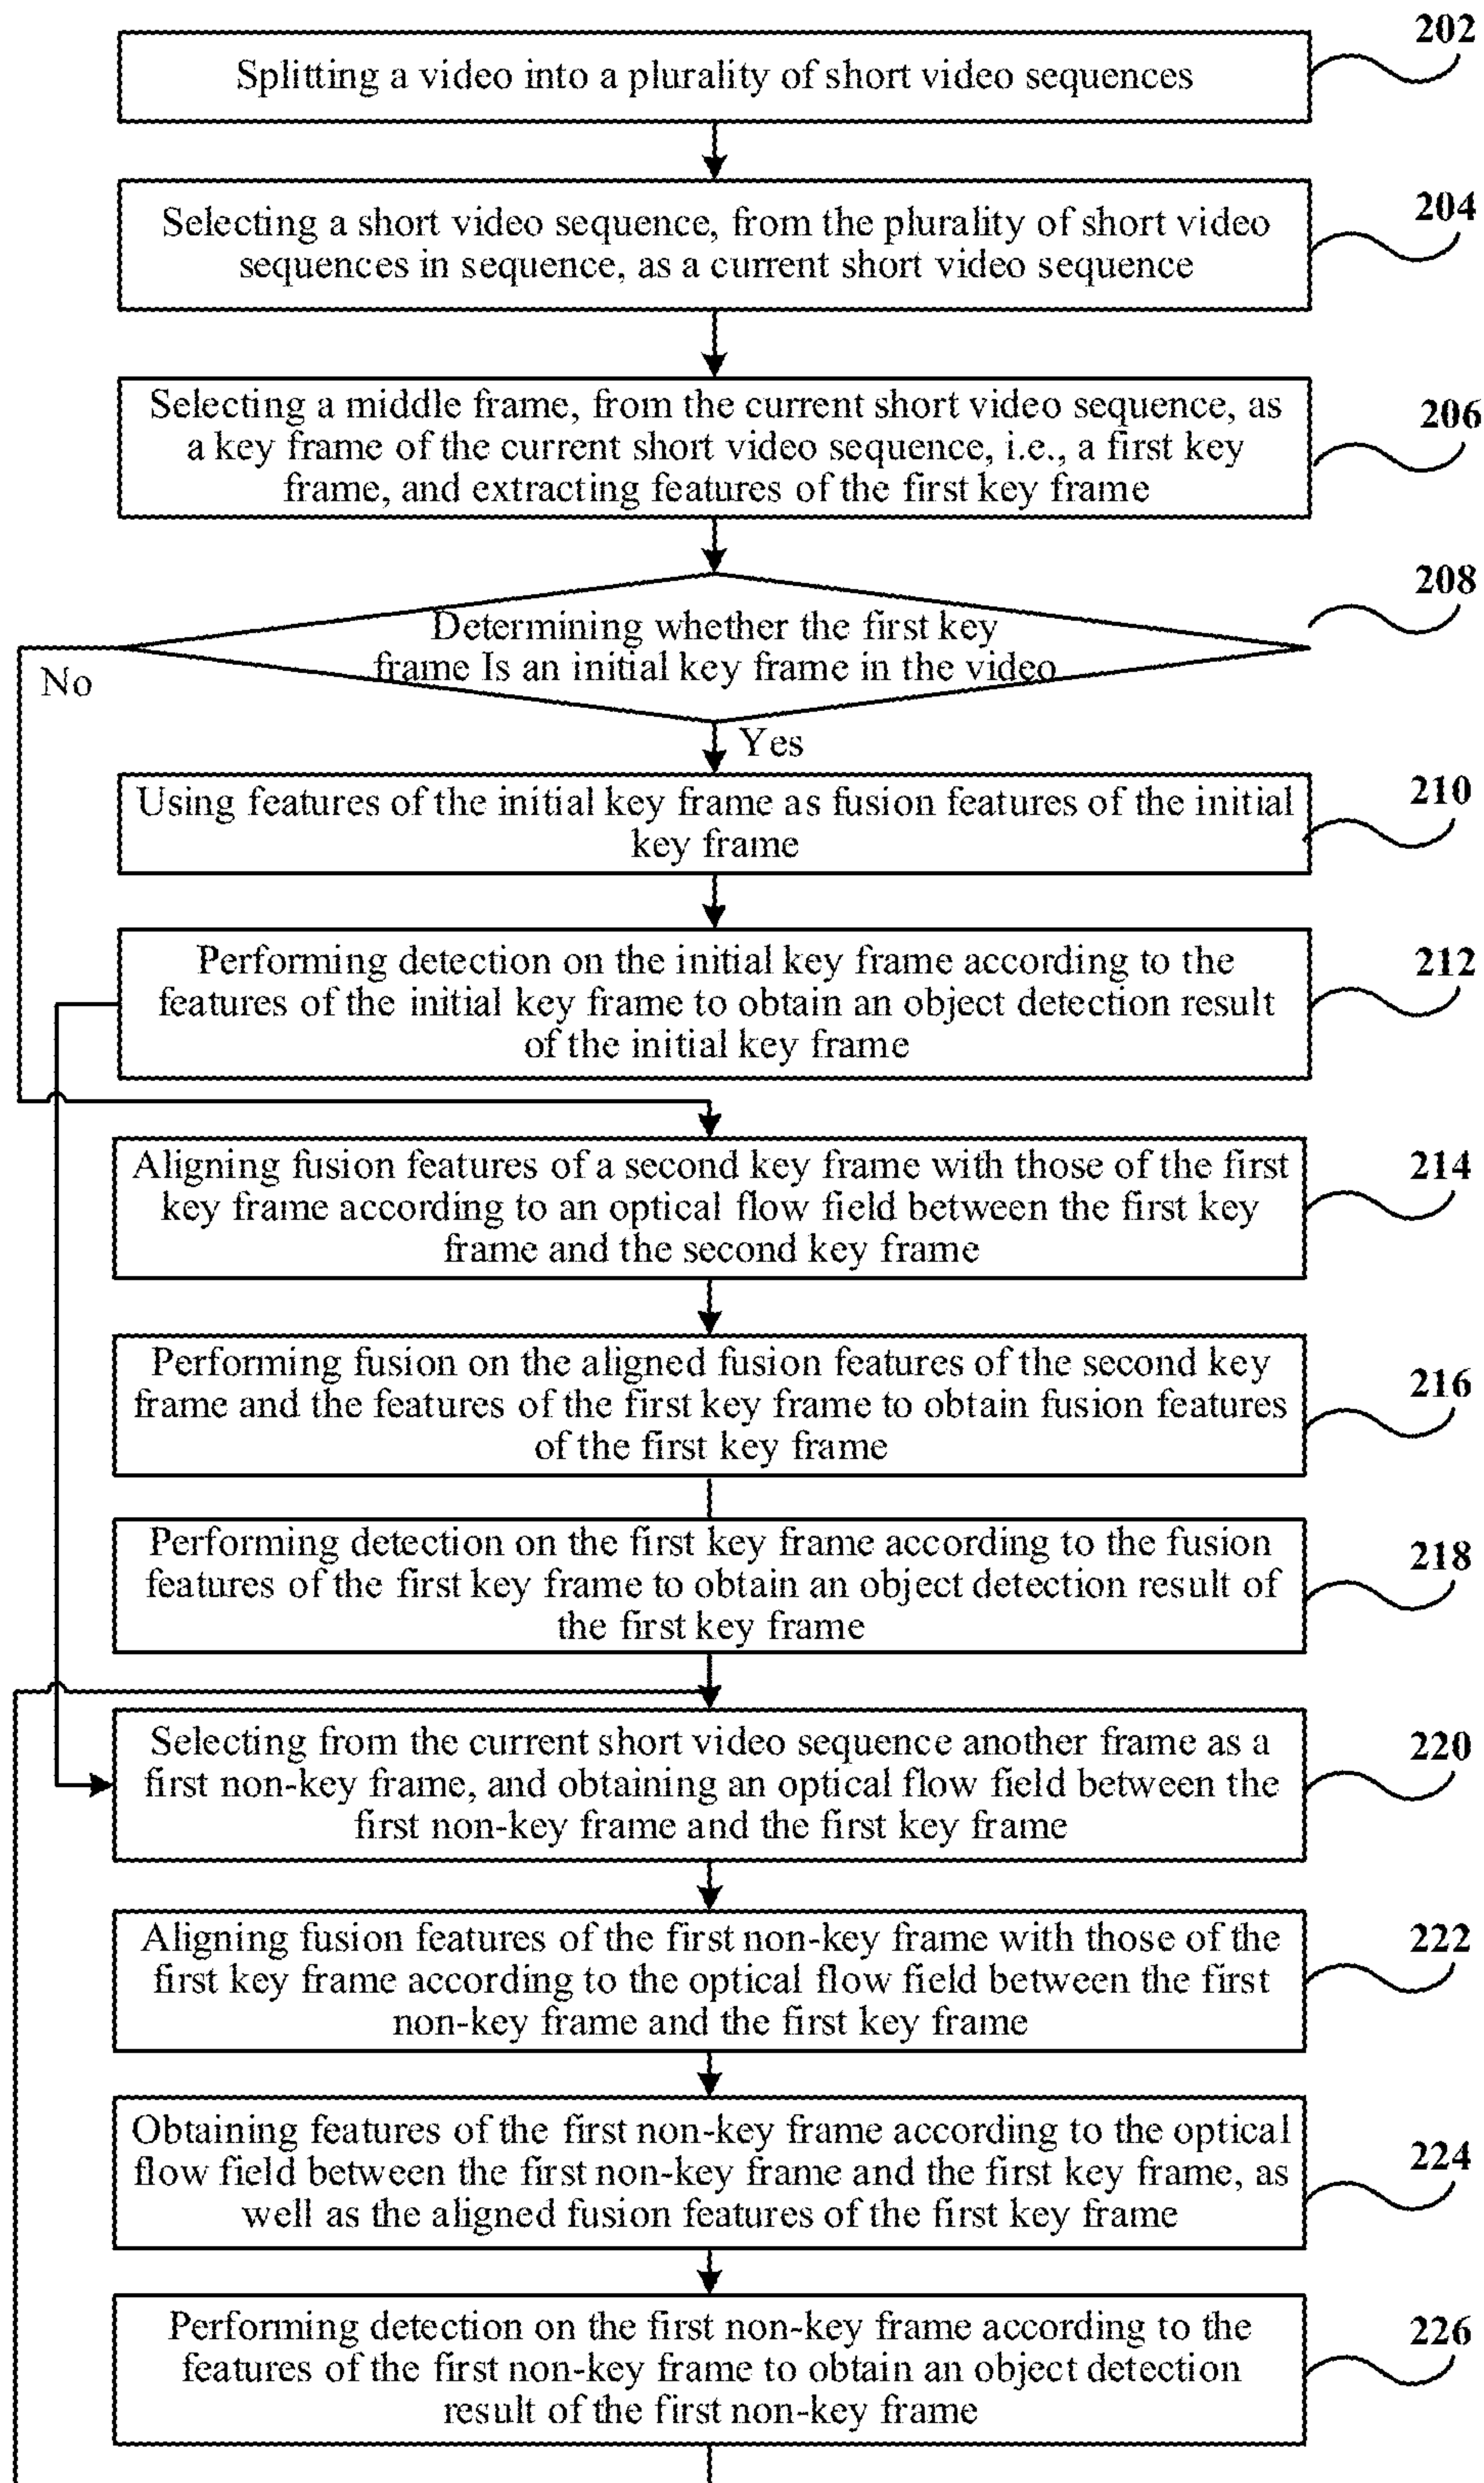 202
Splitting a video into a plurality of short video sequences
204
Selecting a short video sequence, from the plurality of short video
sequences in sequence, as a current short video sequence
206
Selecting a middle frame, from the current short video sequence, as
a key frame of the current short video sequence, i.e., a first key
frame, and extracting features of the first key frame
208
Determining whether the first key
frame Is an initial key frame in the video
No
Yes
210
Using features of the initial key frame as fusion features of the initial
key frame
212
Performing detection on the initial key frame according to the
features of the initial key frame to obtain an object detection result
of the initial key frame
214
Aligning fusion features of a second key frame with those of the first
key frame according to an optical flow field between the first key
frame and the second key frame
216
Performing fusion on the aligned fusion features of the second key
frame and the features of the first key frame to obtain fusion features
of the first key frame
218
Performing detection on the first key frame according to the fusion
features of the first key frame to obtain an object detection result of
the first key frame
220
Selecting from the current short video sequence another frame as a
first non-key frame, and obtaining an optical flow field between the
first non-key frame and the first key frame
222
Aligning fusion features of the first non-key frame with those of the
first key frame according to the optical flow field between the first
non-key frame and the first key frame
224
Obtaining features of the first non-key frame according to the optical
flow field between the first non-key frame and the first key frame, as
well as the aligned fusion features of the first key frame
226
Performing detection on the first non-key frame according to the
features of the first non-key frame to obtain an object detection
result of the first non-key frame